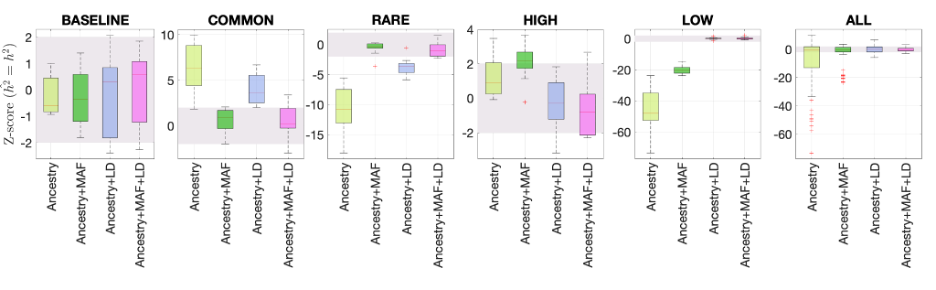 BASELINE COMMON RARE HIGH LOW ALL
Z-score (ĥ² = h²)
2
1
0
-1
-2
Ancestry
Ancestry+MAF
Ancestry+LD
Ancestry+MAF+LD
10
5
0
Ancestry
Ancestry+MAF
Ancestry+LD
Ancestry+MAF+LD
0
-5
-10
-15
Ancestry
Ancestry+MAF
Ancestry+LD
Ancestry+MAF+LD
4
2
0
-2
Ancestry
Ancestry+MAF
Ancestry+LD
Ancestry+MAF+LD
0
-20
-40
-60
Ancestry
Ancestry+MAF
Ancestry+LD
Ancestry+MAF+LD
0
-20
-40
-60
Ancestry
Ancestry+MAF
Ancestry+LD
Ancestry+MAF+LD